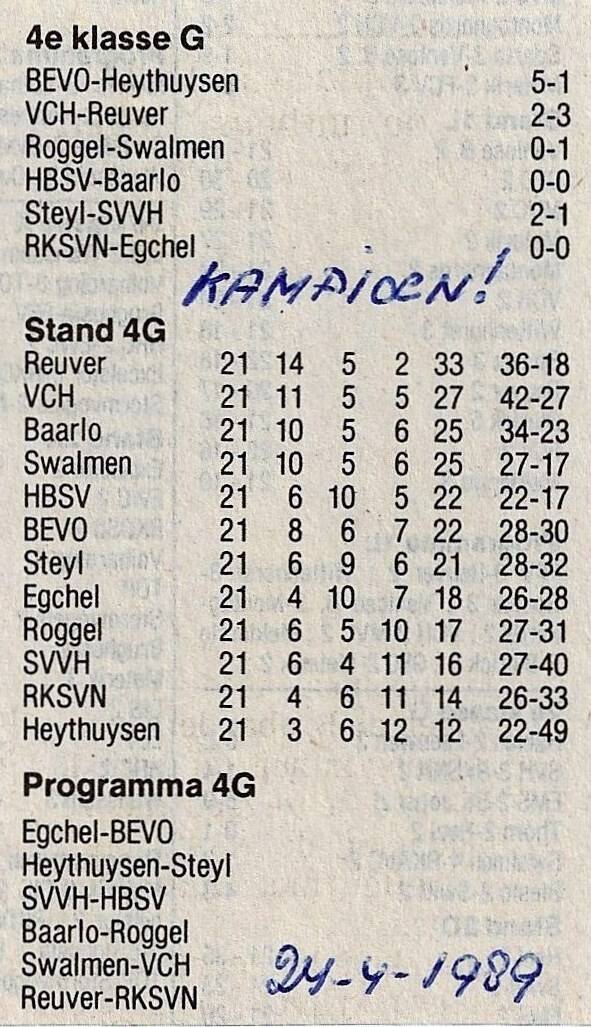 4e klasse G
BEVO-Heythuysen 5-1
VCH-Reuver 2-3
Roggel-Swalmen 0-1
HBSV-Baarlo 0-0
Steyl-SVVH 2-1
RKSVN-Egchel 0-0
KAMPIOEN!
Stand 4G
Reuver 21 14 5 2 33 36-18
VCH 21 11 5 5 27 42-27
Baarlo 21 10 5 6 25 34-23
Swalmen 21 10 5 6 25 27-17
HBSV 21 6 10 5 22 22-17
BEVO 21 8 6 7 22 28-30
Steyl 21 6 9 6 21 28-32
Egchel 21 4 10 7 18 26-28
Roggel 21 6 5 10 17 27-31
SVVH 21 6 4 11 16 27-40
RKSVN 21 4 6 11 14 26-33
Heythuysen 21 3 6 12 12 22-49
Programma 4G
Egchel-BEVO
Heythuysen-Steyl
SVVH-HBSV
Baarlo-Roggel
Swalmen-VCH
Reuver-RKSVN
24-4-1989